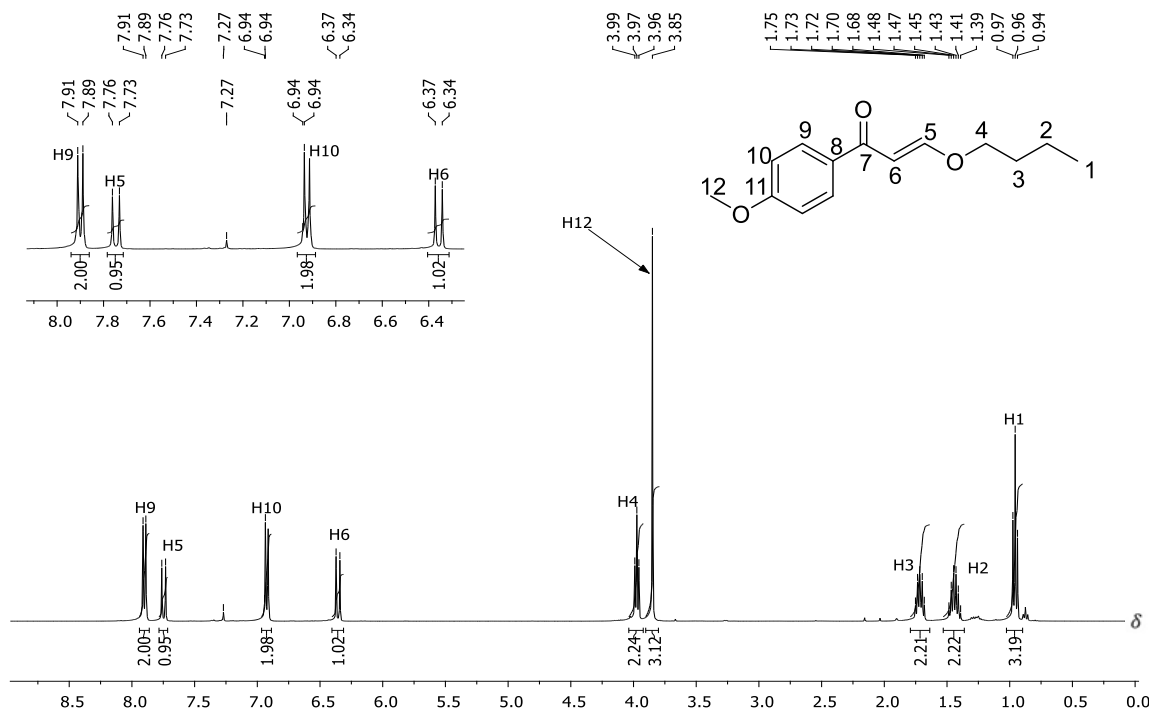 7.91 7.89 7.76 7.73 7.27 6.94 6.94 6.37 6.34 3.99 3.97 3.96 3.85 1.75 1.73 1.72 1.70 1.68 1.48 1.47 1.45 1.43 1.41 1.39 0.97 0.96 0.94
7.91 7.89 7.76 7.73 7.27 6.94 6.94 6.37 6.34
H9 H5 H10 H6
2.00 0.95 1.98 1.02
8.0 7.8 7.6 7.4 7.2 7.0 6.8 6.6 6.4
O
9 5 4 2
10 8 7 6 O 3 1
12 11
O
H12
H9 H5 H10 H6 H4 H3 H2 H1
δ
2.00 0.95 1.98 1.02 2.24 3.12 2.21 2.22 3.19
8.5 8.0 7.5 7.0 6.5 6.0 5.5 5.0 4.5 4.0 3.5 3.0 2.5 2.0 1.5 1.0 0.5 0.0